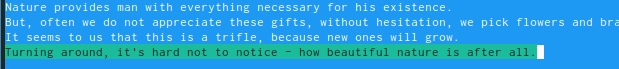 Nature provides man with everything necessary for his existence.
But, often we do not appreciate these gifts, without hesitation, we pick flowers and bra
It seems to us that this is a trifle, because new ones will grow.
Turning around, it's hard not to notice - how beautiful nature is after all.